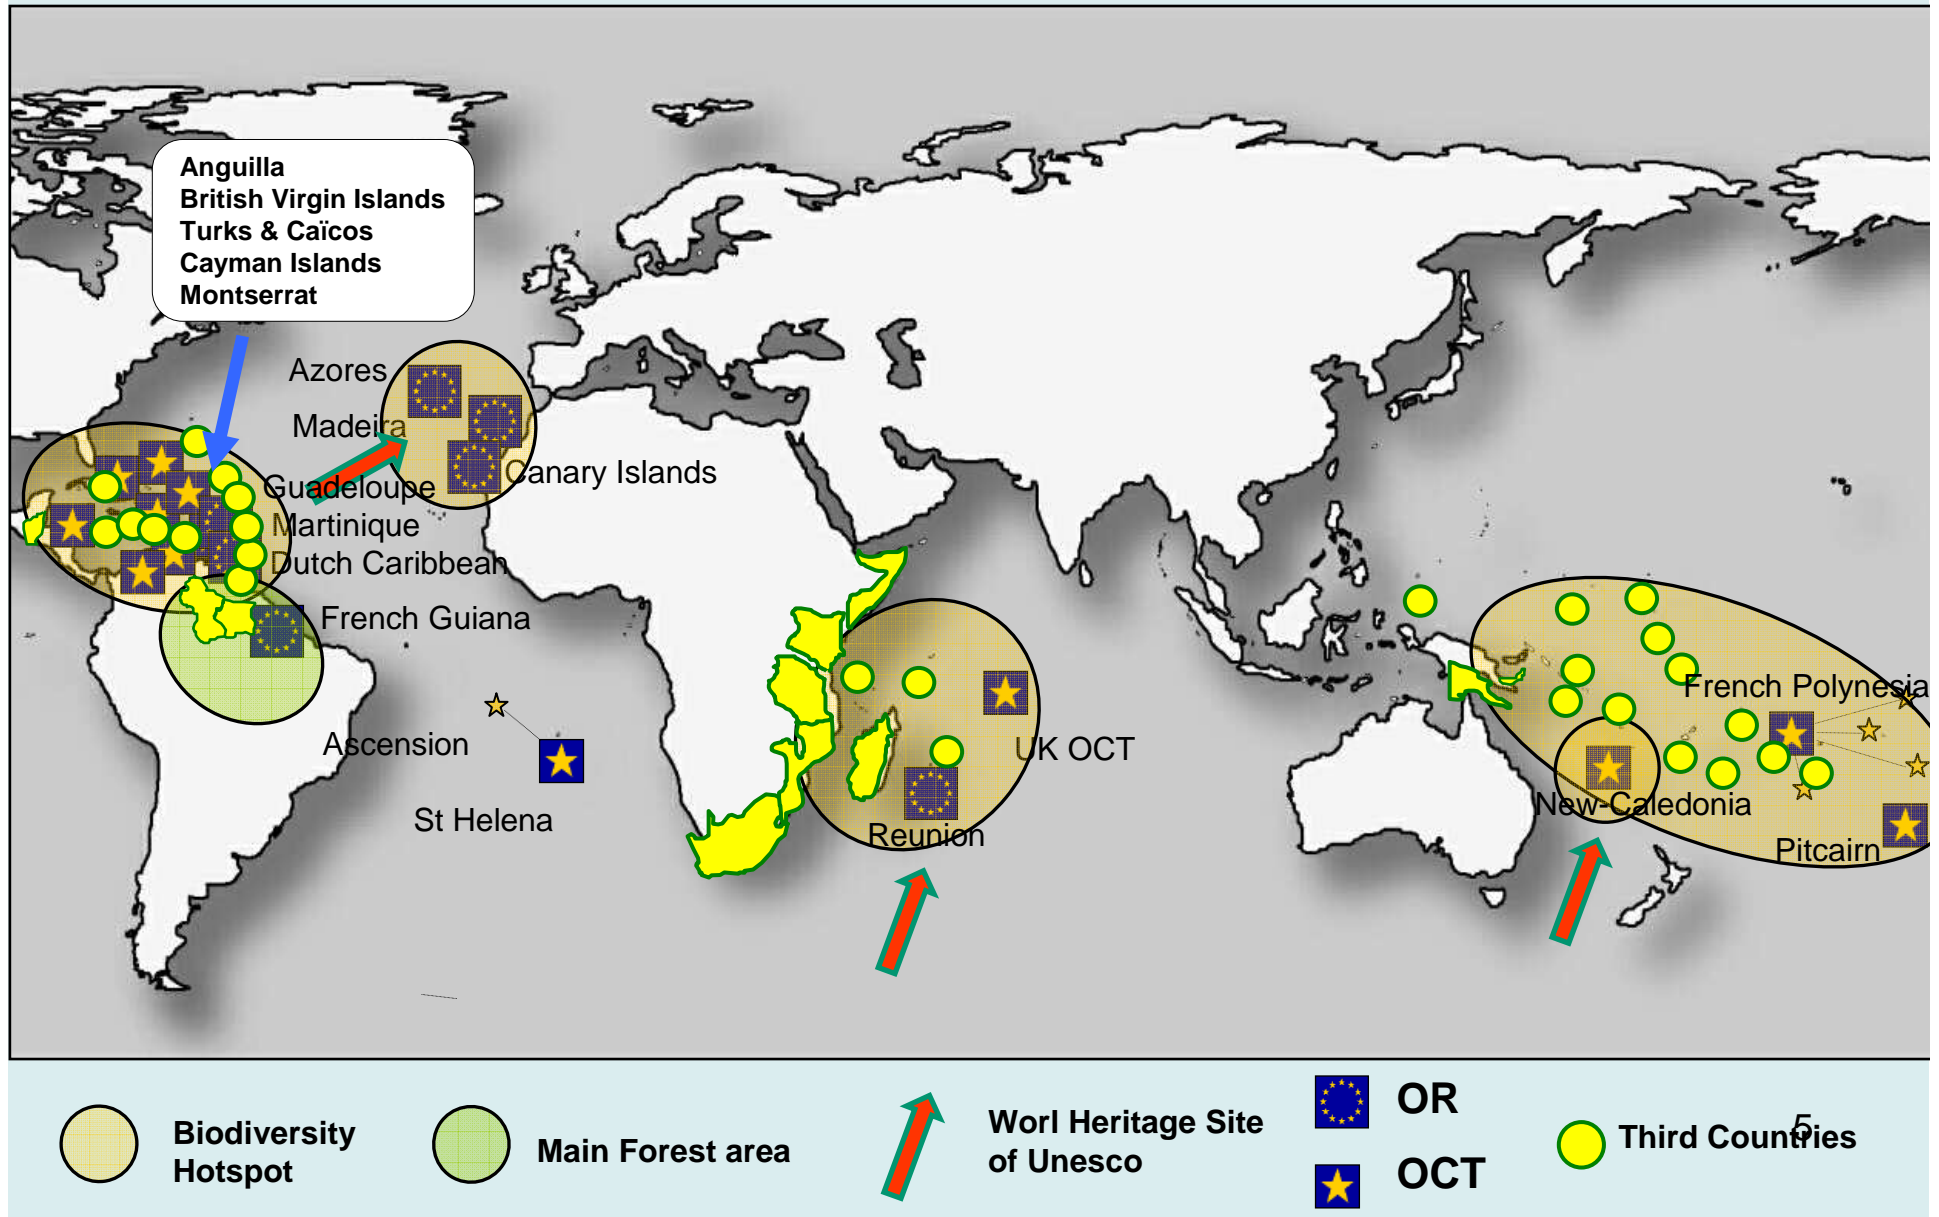 Anguilla
British Virgin Islands
Turks & Caïcos
Cayman Islands
Montserrat
Azores
Madeira
Canary Islands
Guadeloupe
Martinique
Dutch Caribbean
French Guiana
Ascension
St Helena
UK OCT
Reunion
French Polynesia
New-Caledonia
Pitcairn
Biodiversity
Hotspot
Main Forest area
Worl Heritage Site
of Unesco
OR
OCT
Third Countries
5